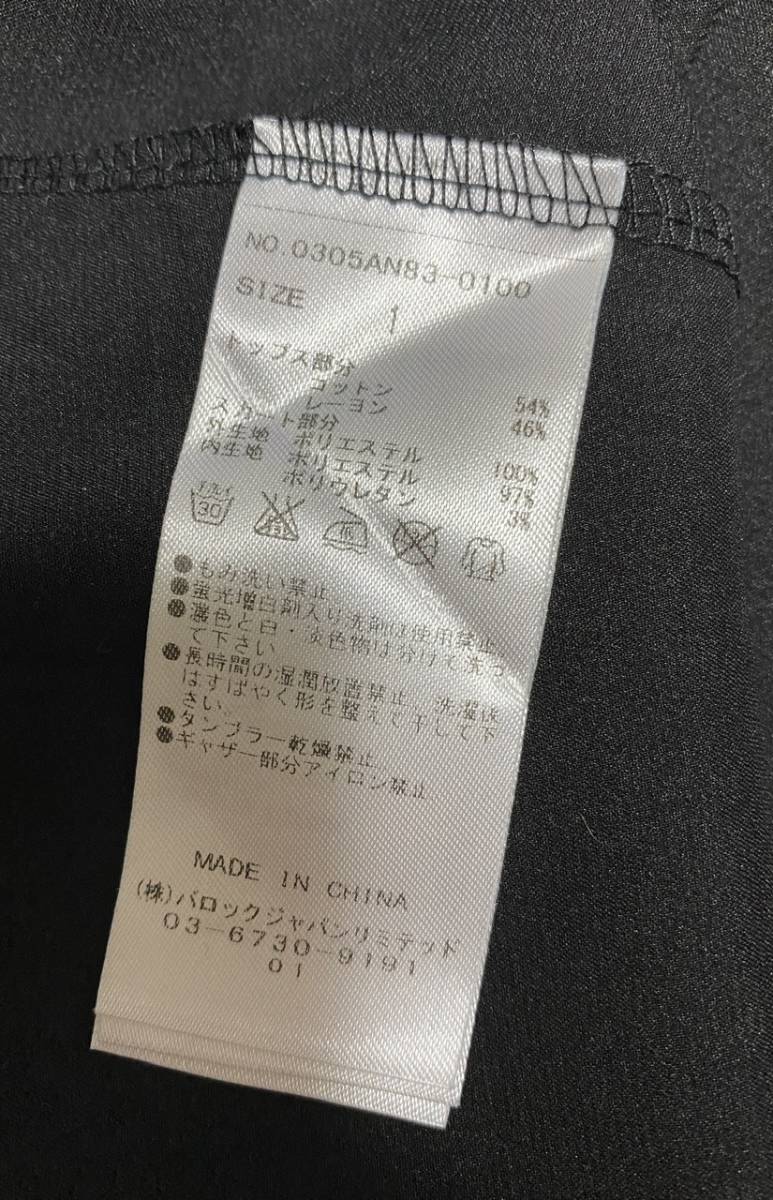 NO.0305AN83-0100
SIZE 1
トップス部分
コットン 54%
レーヨン 46%
スカート部分
外生地 ポリエステル 100%
内生地 ポリエステル 97%
ポリウレタン 3%
30
●もみ洗い禁止
●蛍光増白剤入り洗剤は使用禁止
●濃色と白・淡色物は分けて洗っ
て下さい
●長時間の湿潤放置禁止、洗濯後
はすばやく形を整えて干して下
さい。
●タンブラー乾燥禁止
●ギャザー部分アイロン禁止
MADE IN CHINA
(株)バロックジャパンリミテッド
03-6730-9191
01